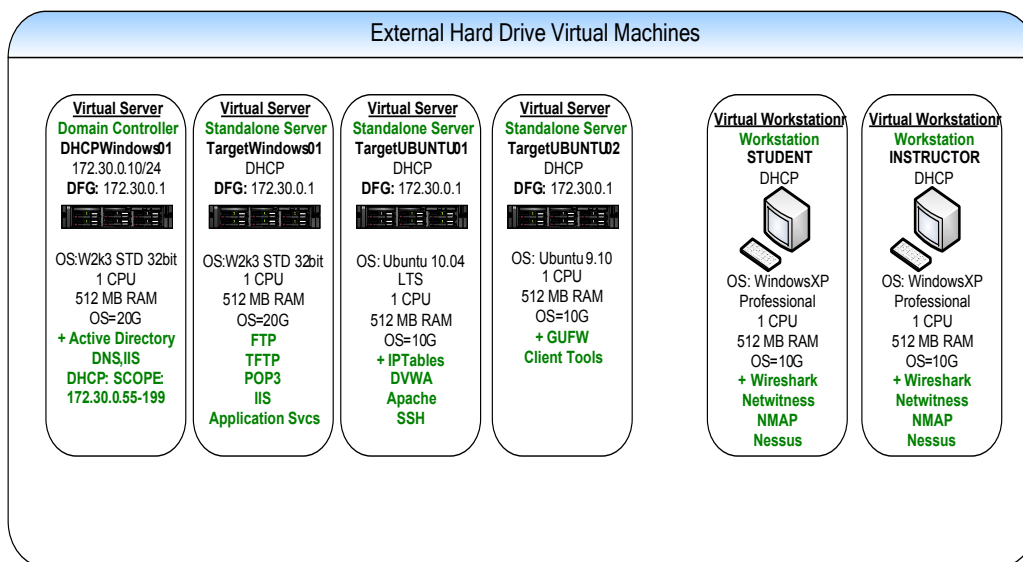 External Hard Drive Virtual Machines
Virtual Server
Domain Controller
DHCPWindows01
172.30.0.10/24
DFG: 172.30.0.1
OS:W2k3 STD 32bit
1 CPU
512 MB RAM
OS=20G
+ Active Directory
DNS,IIS
DHCP: SCOPE:
172.30.0.55-199
Virtual Server
Standalone Server
TargetWindows01
DHCP
DFG: 172.30.0.1
OS:W2k3 STD 32bit
1 CPU
512 MB RAM
OS=20G
FTP
TFTP
POP3
IIS
Application Svcs
Virtual Server
Standalone Server
TargetUBUNTU01
DHCP
DFG: 172.30.0.1
OS: Ubuntu 10.04
LTS
1 CPU
512 MB RAM
OS=10G
+ IPTables
DVWA
Apache
SSH
Virtual Server
Standalone Server
TargetUBUNTU02
DHCP
DFG: 172.30.0.1
OS: Ubuntu 9.10
1 CPU
512 MB RAM
OS=10G
+ GUFW
Client Tools
Virtual Workstationr
Workstation
STUDENT
DHCP
OS: WindowsXP
Professional
1 CPU
512 MB RAM
OS=10G
+ Wireshark
Netwitness
NMAP
Nessus
Virtual Workstationr
Workstation
INSTRUCTOR
DHCP
OS: WindowsXP
Professional
1 CPU
512 MB RAM
OS=10G
+ Wireshark
Netwitness
NMAP
Nessus